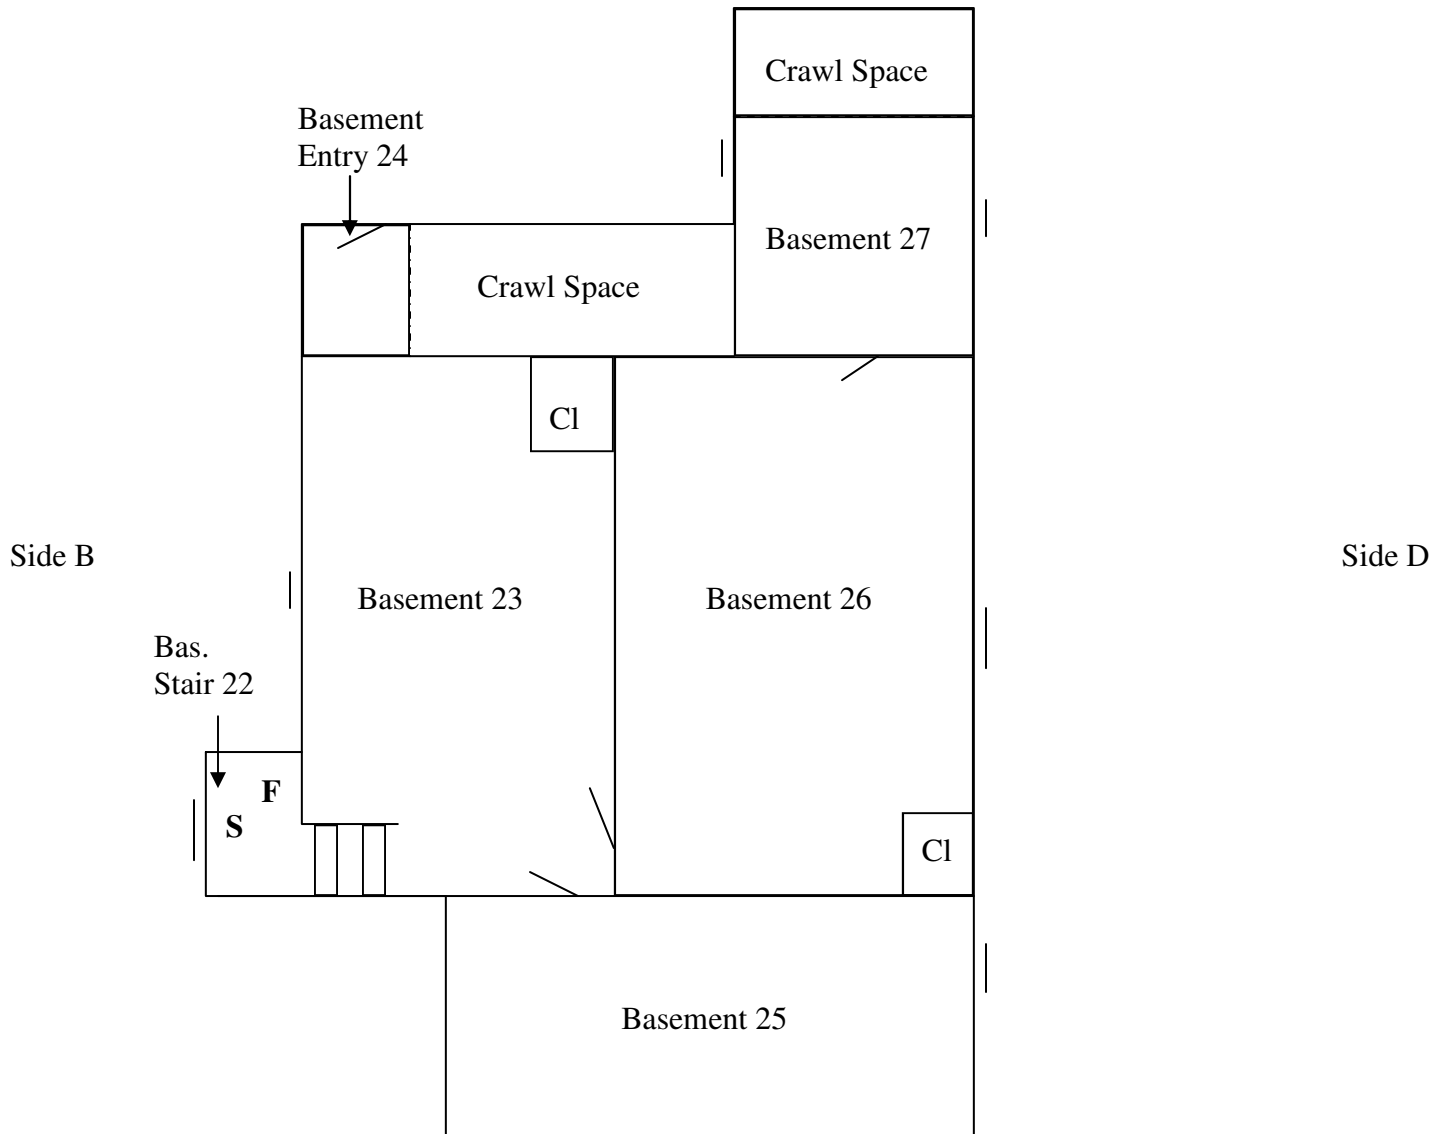 Crawl Space
Basement
Entry 24
Basement 27
Crawl Space
Cl
Side B
Side D
Basement 23
Basement 26
Bas.
Stair 22
F
S
Cl
Basement 25